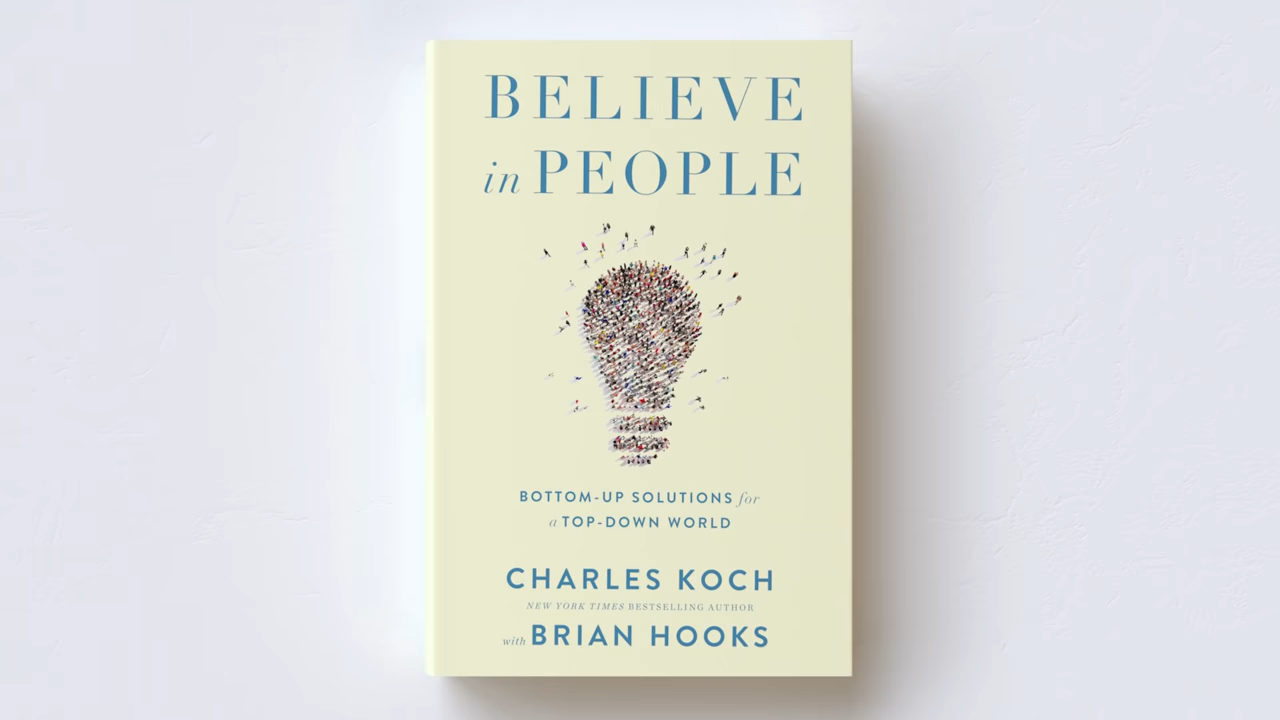 BELIEVE
in PEOPLE
BOTTOM-UP SOLUTIONS for
a TOP-DOWN WORLD
CHARLES KOCH
NEW YORK TIMES BESTSELLING AUTHOR
with BRIAN HOOKS